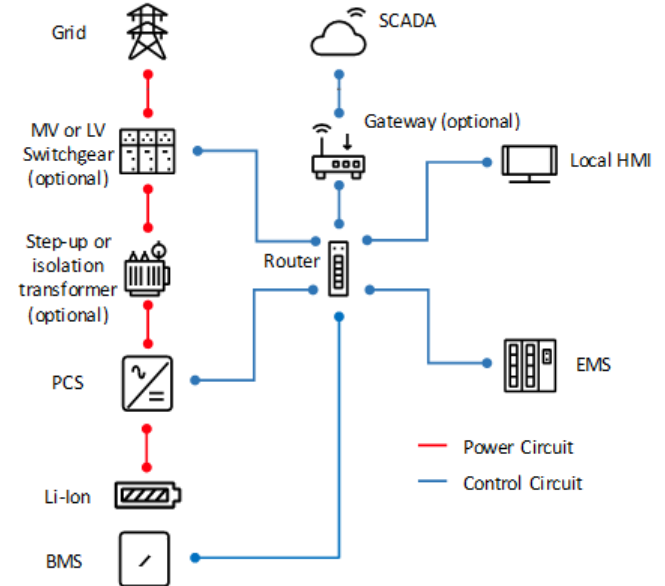 Grid
SCADA
MV or LV
Switchgear
(optional)
Gateway (optional)
Local HMI
Step-up or
isolation
transformer
(optional)
Router
PCS
EMS
Power Circuit
Li-Ion
Control Circuit
BMS